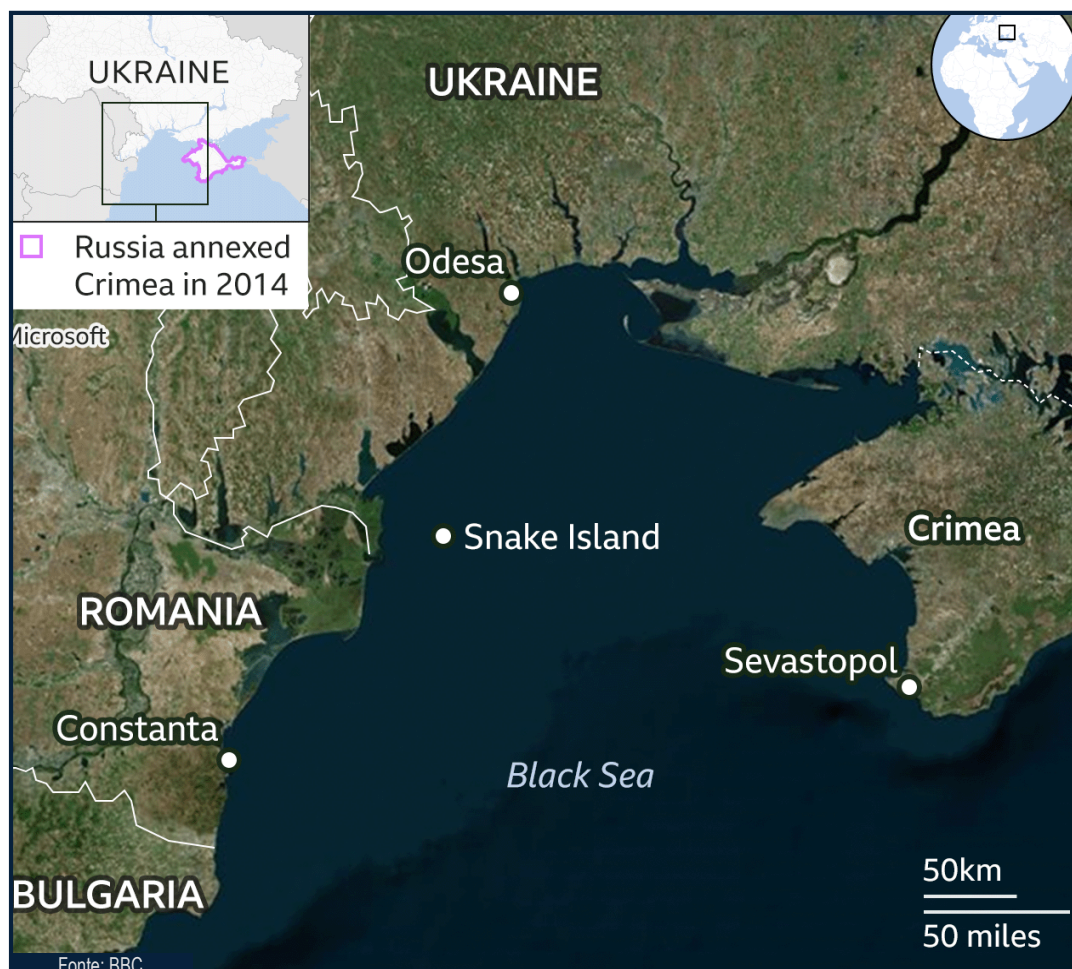 UKRAINE
UKRAINE
Russia annexed
Crimea in 2014
Odesa
Microsoft
Snake Island
Crimea
ROMANIA
Sevastopol
Constanta
Black Sea
50km
BULGARIA
50 miles
Fonte: BBC